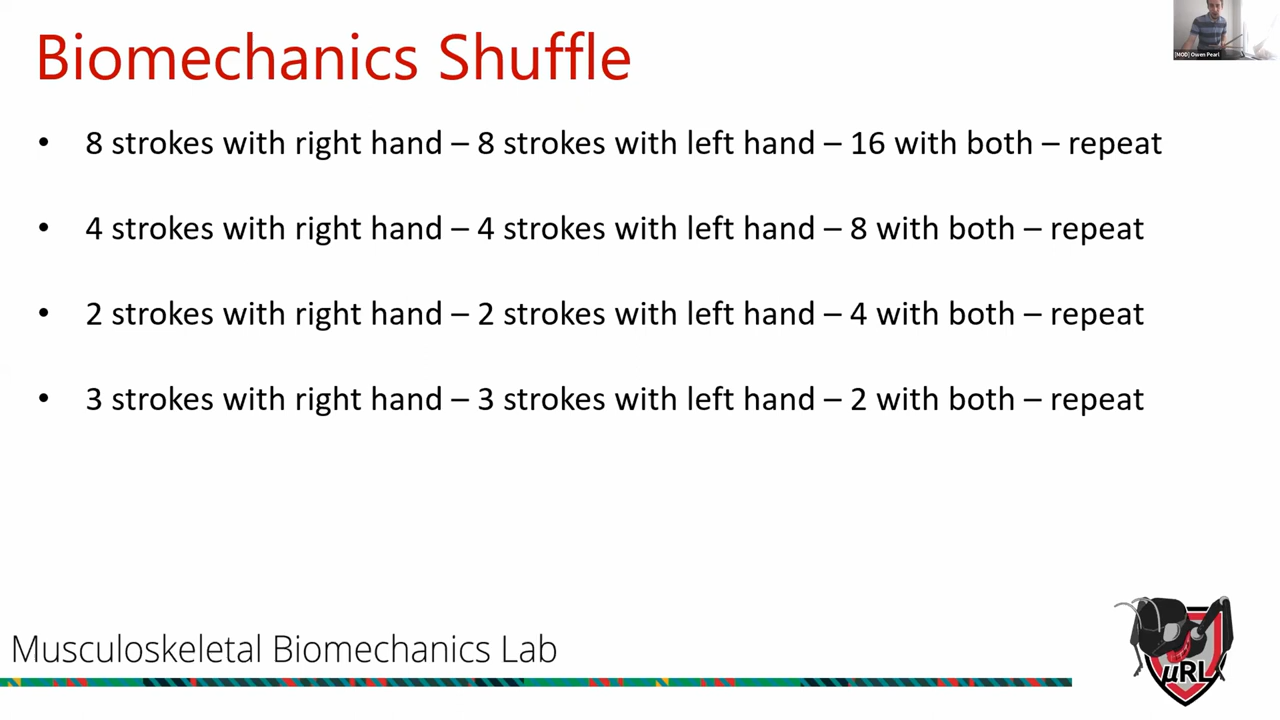 Biomechanics Shuffle
[MOD] Owen Pearl
• 8 strokes with right hand – 8 strokes with left hand – 16 with both – repeat
• 4 strokes with right hand – 4 strokes with left hand – 8 with both – repeat
• 2 strokes with right hand – 2 strokes with left hand – 4 with both – repeat
• 3 strokes with right hand – 3 strokes with left hand – 2 with both – repeat
Musculoskeletal Biomechanics Lab
μRL